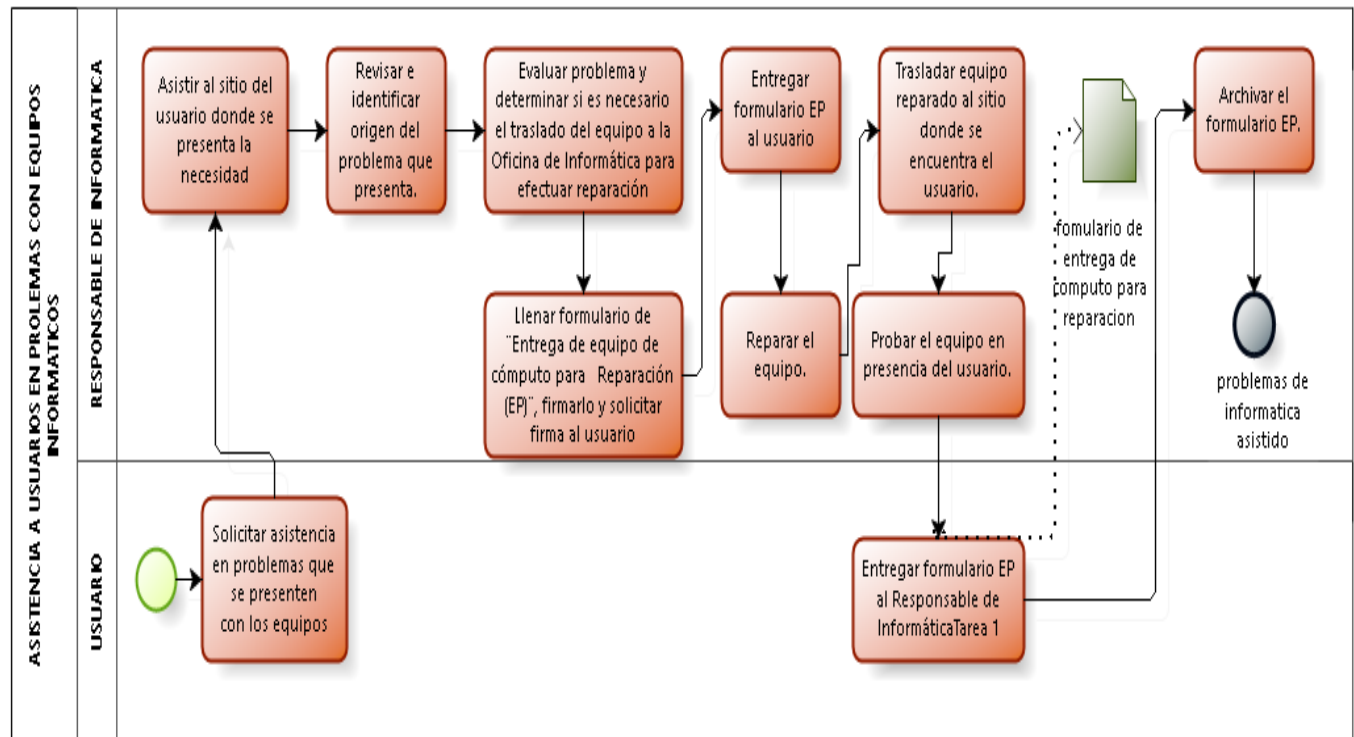 ASISTENCIA A USUARIOS EN PROLEMAS CON EQUIPOS
INFORMATICOS
RESPONSABLE DE INFORMATICA
Asistir al sitio del
usuario donde se
presenta la
necesidad
Revisar e
identificar
origen del
problema que
presenta.
Evaluar problema y
determinar si es necesario
el traslado del equipo a la
Oficina de Informática para
efectuar reparación
Llenar formulario de
¨Entrega de equipo de
cómputo para Reparación
(EP)¨, firmarlo y solicitar
firma al usuario
Entregar
formulario EP
al usuario
Reparar el
equipo.
Trasladar equipo
reparado al sitio
donde se
encuentra el
usuario.
Probar el equipo en
presencia del usuario.
fomulario de
entrega de
computo para
reparacion
Archivar el
formulario EP.
problemas de
informatica
asistido
USUARIO
Solicitar asistencia
en problemas que
se presenten
con los equipos
Entregar formulario EP
al Responsable de
InformáticaTarea 1